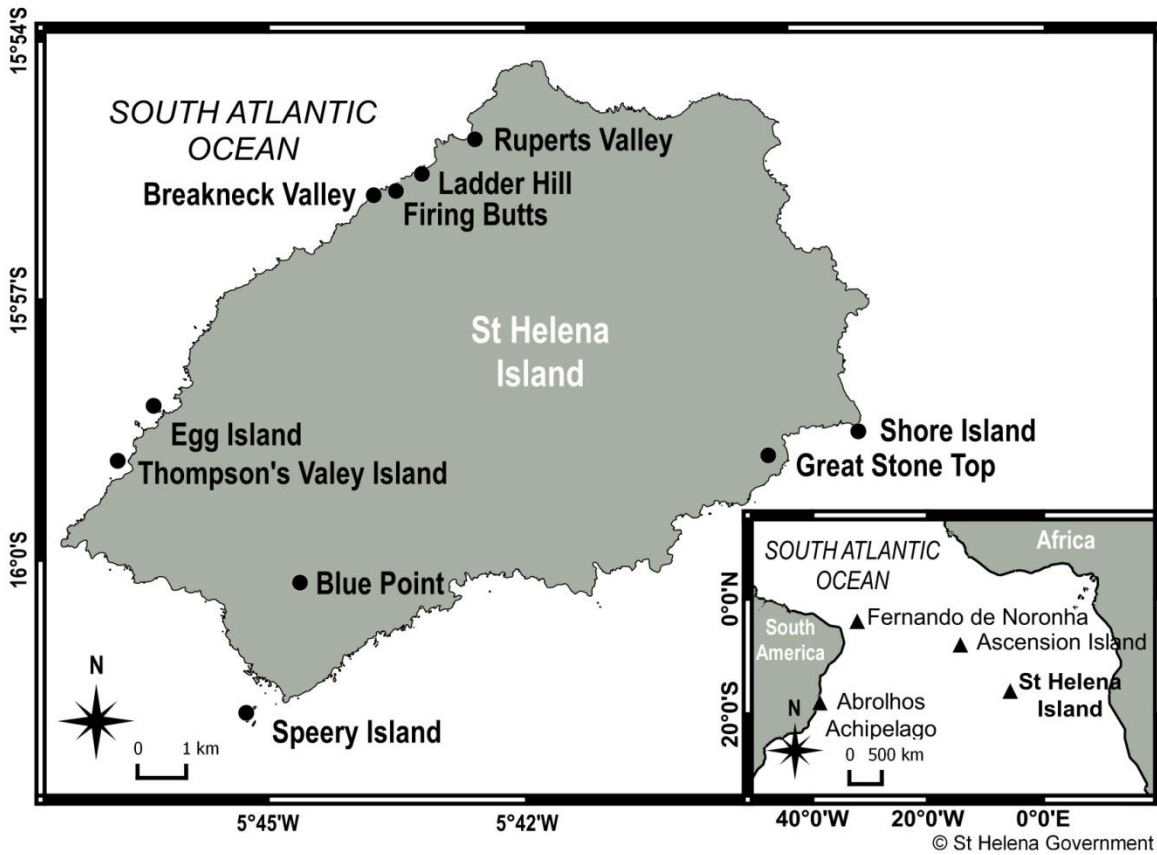 15°54'S
SOUTH ATLANTIC
OCEAN
Ruperts Valley
Ladder Hill
Breakneck Valley
Firing Butts
15°57'S
St Helena
Island
Egg Island
Shore Island
Thompson's Valey Island
Great Stone Top
16°0'S
Blue Point
N
Speery Island
0 1 km
5°45'W
5°42'W
SOUTH ATLANTIC
OCEAN
Africa
0°0'N
Fernando de Noronha
South
America
Ascension Island
St Helena
Island
20°0'S
N
Abrolhos
Achipelago
0 500 km
40°0'W
20°0'W
0°0'E
© St Helena Government